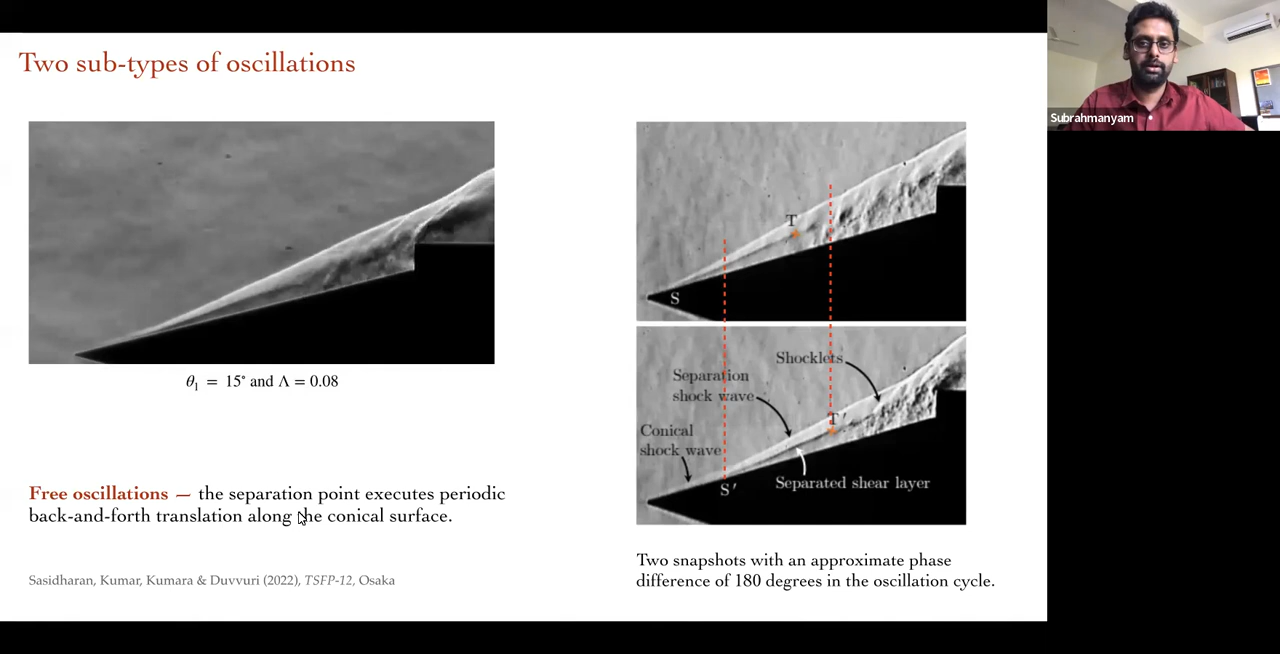 Two sub-types of oscillations
θ₁ = 15° and Λ = 0.08
Free oscillations — the separation point executes periodic
back-and-forth translation along the conical surface.
Sasidharan, Kumar, Kumara & Duvvuri (2022), TSFP-12, Osaka
T
S
Shocklets
Separation
shock wave
T′
Conical
shock wave
S′
Separated shear layer
Two snapshots with an approximate phase
difference of 180 degrees in the oscillation cycle.
Subrahmanyam